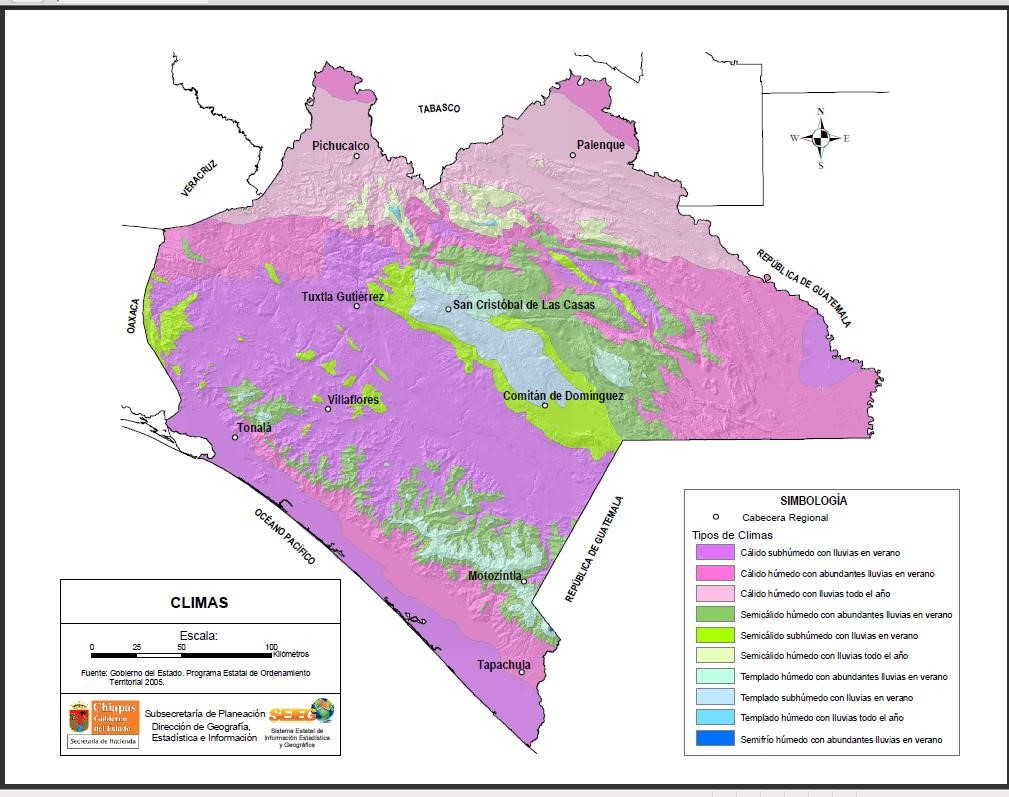 TABASCO
Pichucalco
Palenque
N
W
E
S
VERACRUZ
REPÚBLICA DE GUATEMALA
OAXACA
Tuxtla Gutiérrez
San Cristóbal de Las Casas
Villaflores
Comitán de Domínguez
Tonalá
OCÉANO PACÍFICO
REPÚBLICA DE GUATEMALA
Motozintla
Tapachula
SIMBOLOGÍA
Cabecera Regional
Tipos de Climas
Cálido subhúmedo con lluvias en verano
Cálido húmedo con abundantes lluvias en verano
Cálido húmedo con lluvias todo el año
Semicálido húmedo con abundantes lluvias en verano
Semicálido subhúmedo con lluvias en verano
Semicálido húmedo con lluvias todo el año
Templado húmedo con abundantes lluvias en verano
Templado subhúmedo con lluvias en verano
Templado húmedo con lluvias todo el año
Semifrío húmedo con abundantes lluvias en verano
CLIMAS
Escala:
0 25 50 100
Kilómetros
Fuente: Gobierno del Estado. Programa Estatal de Ordenamiento
Territorial 2005.
Chiapas
Gobierno
del Estado
Secretaría de Hacienda
Subsecretaría de Planeación
Dirección de Geografía,
Estadística e Información
SEIEG
Sistema Estatal de
Información Estadística
y Geográfica